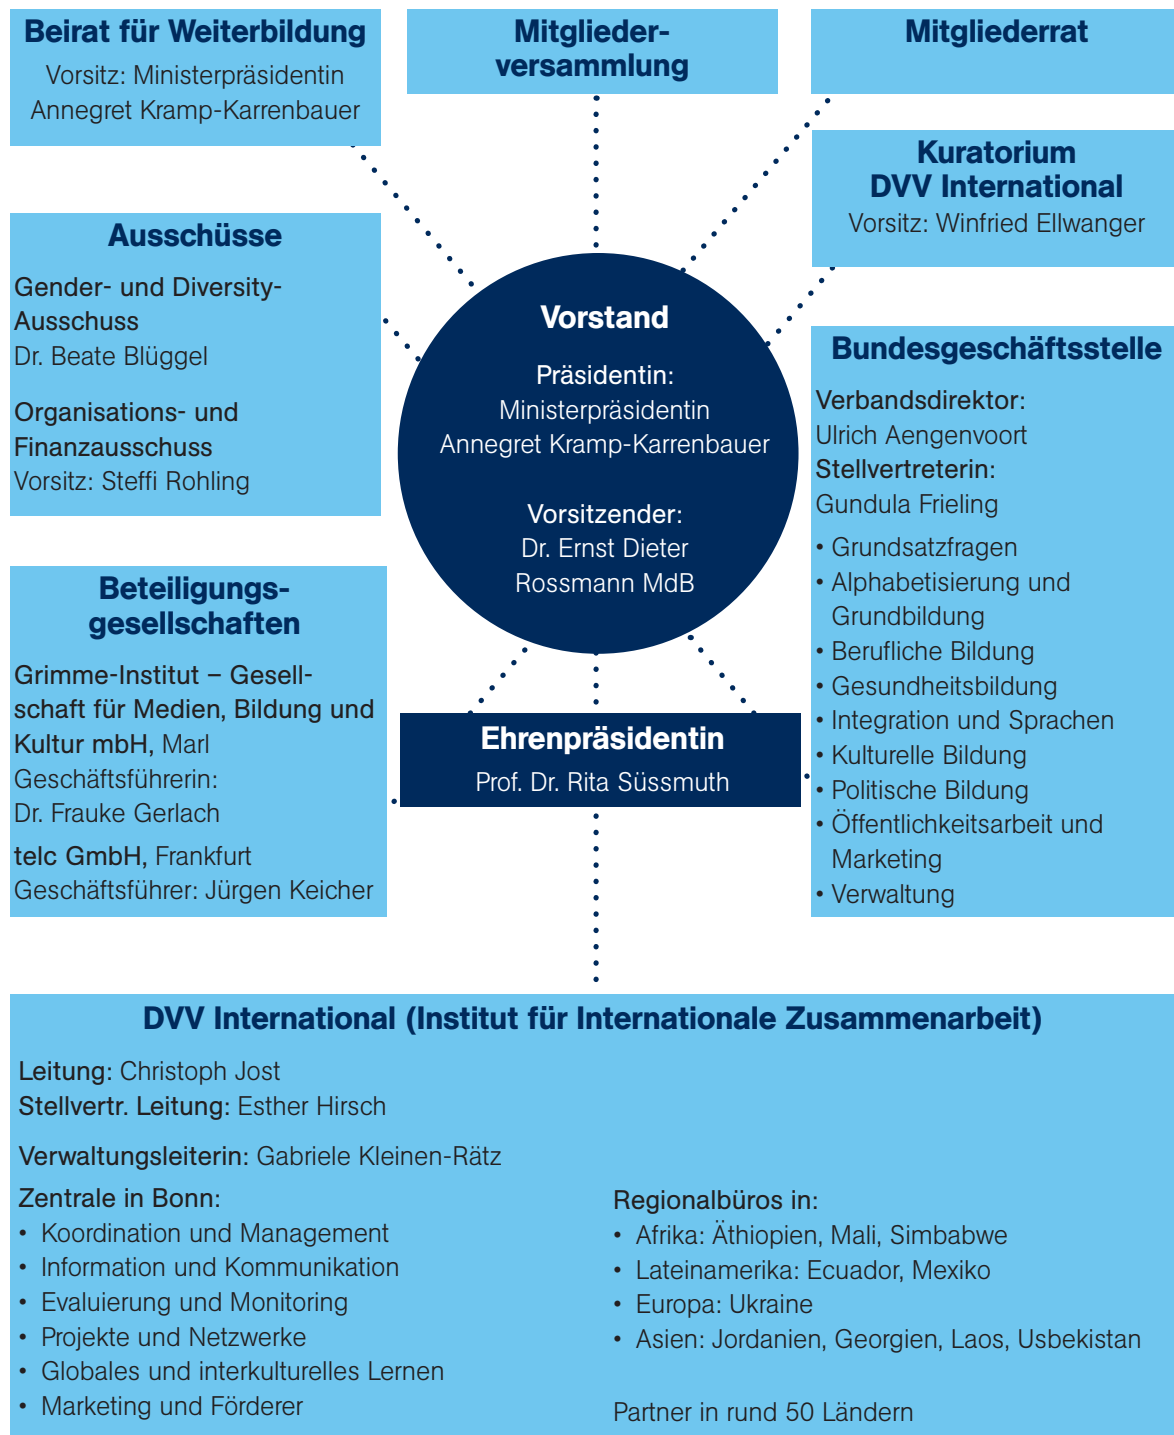 Beirat für Weiterbildung
Vorsitz: Ministerpräsidentin
Annegret Kramp-Karrenbauer
Mitglieder-
versammlung
Mitgliederrat
Kuratorium
DVV International
Vorsitz: Winfried Ellwanger
Ausschüsse
Gender- und Diversity-
Ausschuss
Dr. Beate Blüggel
Organisations- und
Finanzausschuss
Vorsitz: Steffi Rohling
Vorstand
Präsidentin:
Ministerpräsidentin
Annegret Kramp-Karrenbauer
Vorsitzender:
Dr. Ernst Dieter
Rossmann MdB
Bundesgeschäftsstelle
Verbandsdirektor:
Ulrich Aengenvoort
Stellvertreterin:
Gundula Frieling
• Grundsatzfragen
• Alphabetisierung und
Grundbildung
• Berufliche Bildung
• Gesundheitsbildung
• Integration und Sprachen
• Kulturelle Bildung
• Politische Bildung
• Öffentlichkeitsarbeit und
Marketing
• Verwaltung
Beteiligungs-
gesellschaften
Grimme-Institut – Gesell-
schaft für Medien, Bildung und
Kultur mbH, Marl
Geschäftsführerin:
Dr. Frauke Gerlach
telc GmbH, Frankfurt
Geschäftsführer: Jürgen Keicher
Ehrenpräsidentin
Prof. Dr. Rita Süssmuth
DVV International (Institut für Internationale Zusammenarbeit)
Leitung: Christoph Jost
Stellvertr. Leitung: Esther Hirsch
Verwaltungsleiterin: Gabriele Kleinen-Rätz
Zentrale in Bonn:
• Koordination und Management
• Information und Kommunikation
• Evaluierung und Monitoring
• Projekte und Netzwerke
• Globales und interkulturelles Lernen
• Marketing und Förderer
Regionalbüros in:
• Afrika: Äthiopien, Mali, Simbabwe
• Lateinamerika: Ecuador, Mexiko
• Europa: Ukraine
• Asien: Jordanien, Georgien, Laos, Usbekistan
Partner in rund 50 Ländern